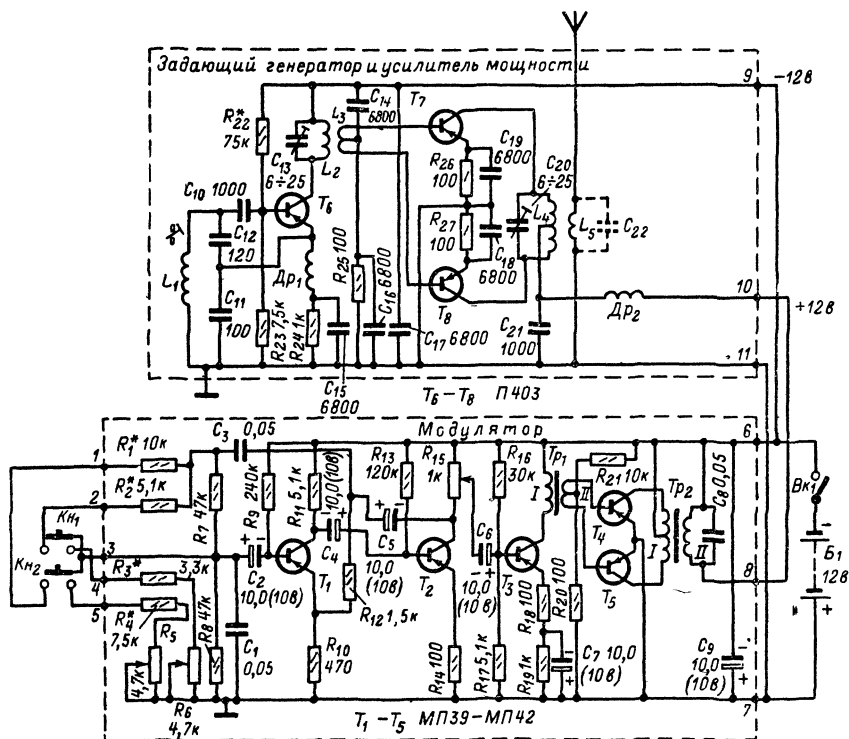 Задающий генератор и усилитель мощности
9
−12в
R*22
75к
C13
6÷25
L2
L3
C14
6800
T7
C19
6800
R26
100
R27
100
C18
6800
C20
6÷25
L4
L5
C22
C10 1000
T6
C12
120
L1
C11
100
Др1
R25 100
C16 6800
C17 6800
T8
C21
1000
Др2
10
+12в
R23 7,5к
R24 1к
C15
6800
11
T6−T8 П403
Модулятор
6
1
R1* 10к
C3 0,05
2
R2* 5,1к
R7 47к
R9 240к
R11 5,1к
10,0(10в)
C4
R13
120к
C5
10,0
(10в)
R15
1к
R16
30к
Тр1
I
II
R21 10к
T4
T5
Тр2
I
II
C8 0,05
Вк1
Кн1
Кн2
3
4
5
R3*
3,3к
R4*
7,5к
R5
4,7к
R6
4,7к
R8 47к
C2
10,0(10в)
C1
0,05
T1
R12 1,5к
R10
470
T2
R14 100
C6
10,0
(10в)
T3
R17 5,1к
R18 100
R19 1к
C7 10,0
(10в)
R20 100
8
Б1
12в
C9
10,0
(10в)
7
T1−T5 МП39−МП42